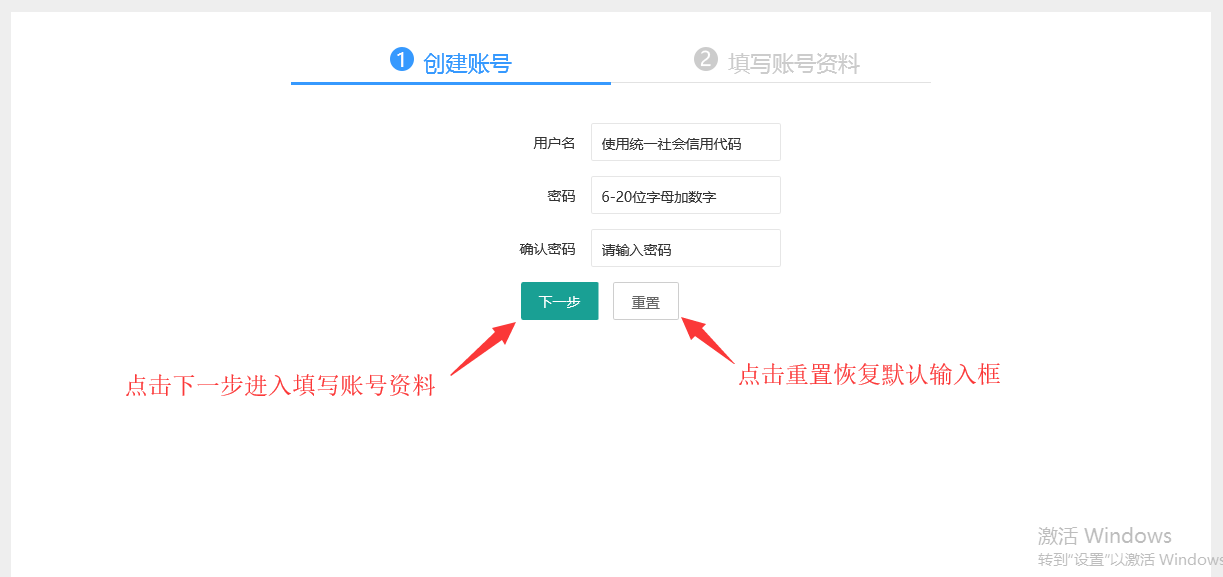 1 创建账号
2 填写账号资料
用户名 使用统一社会信用代码
密码 6-20位字母加数字
确认密码 请输入密码
下一步 重置
点击下一步进入填写账号资料
点击重置恢复默认输入框
激活 Windows
转到"设置"以激活 Windows